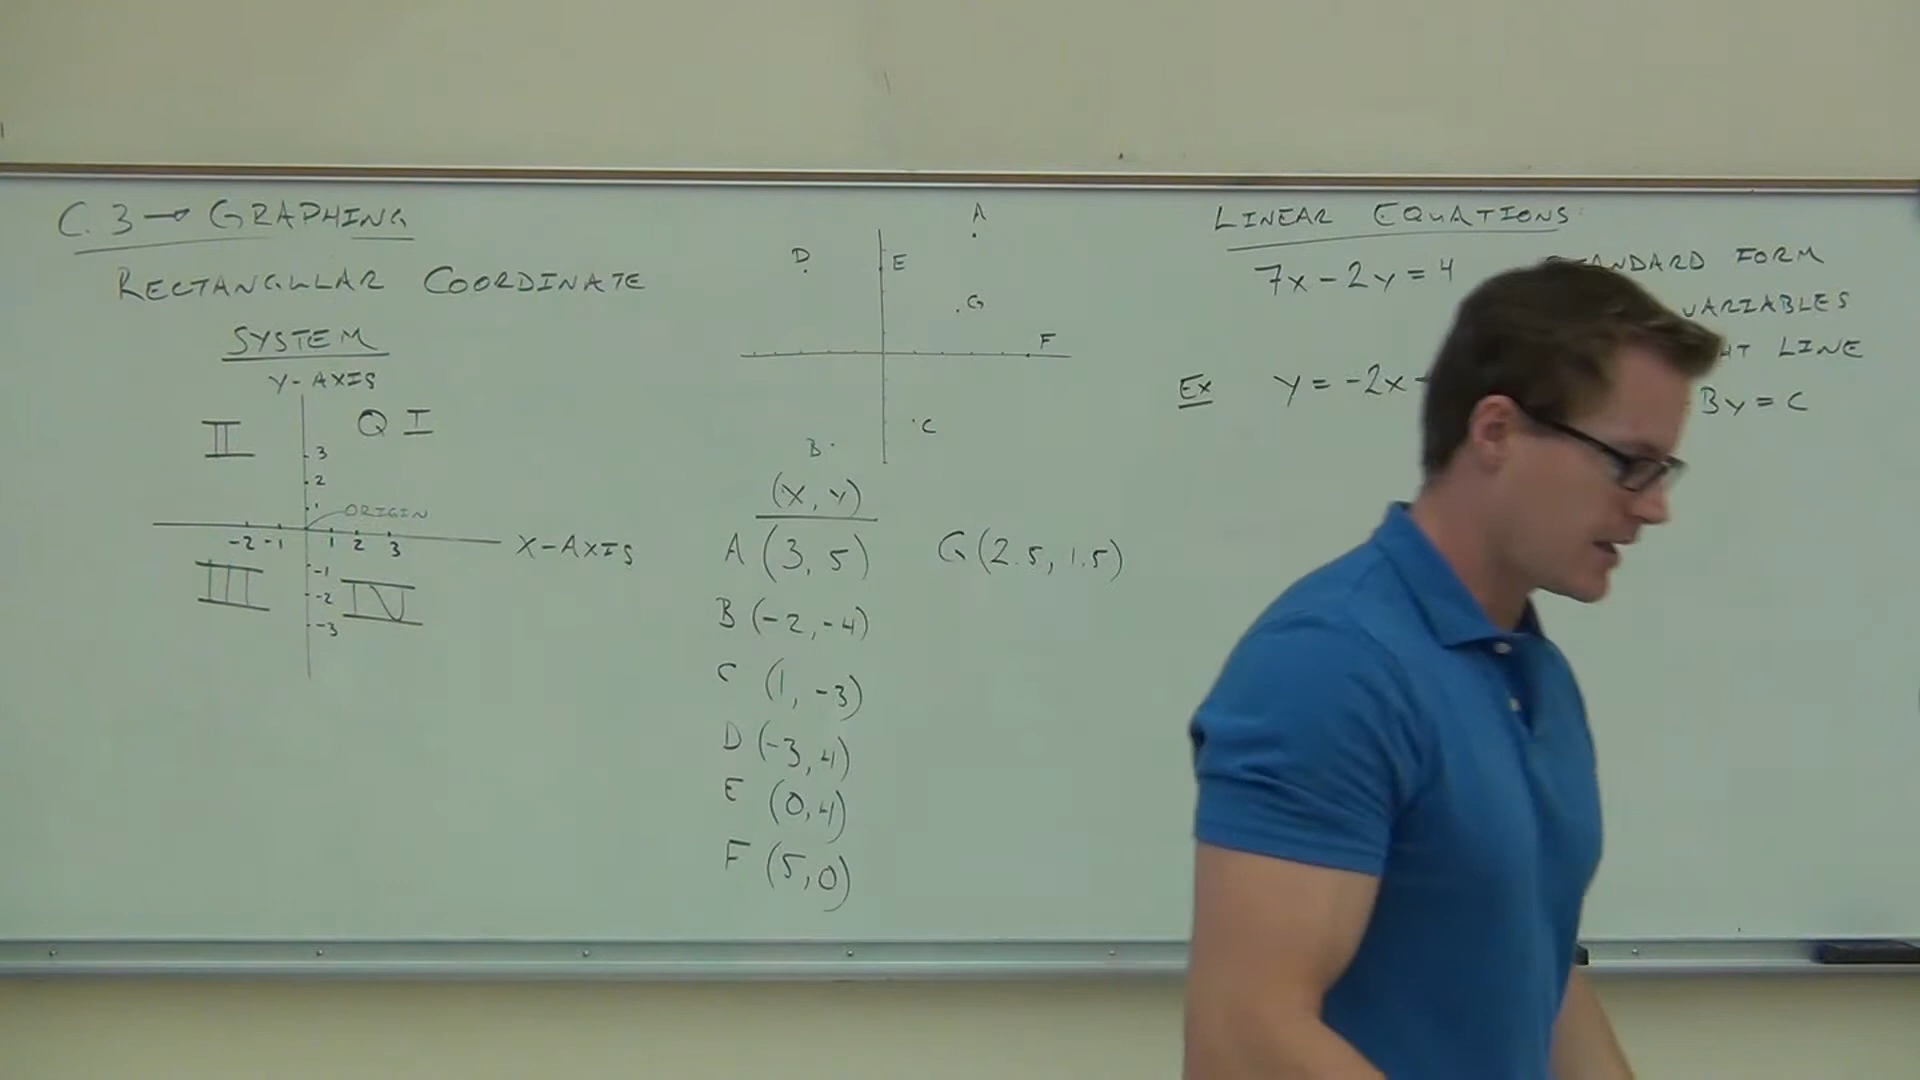 C.3 → GRAPHING
RECTANGULAR COORDINATE
SYSTEM
Y-AXIS
II Q I
3
2
1
ORIGIN
-2 -1 1 2 3 X-AXIS
-1
III -2 IV
-3
A
D E
G
F
C
B
(X, Y)
A (3, 5) G (2.5, 1.5)
B (-2, -4)
C (1, -3)
D (-3, 4)
E (0, 4)
F (5, 0)
LINEAR EQUATIONS:
7x - 2y = 4 STANDARD FORM
VARIABLES
LINE
Ex y = -2x By = C